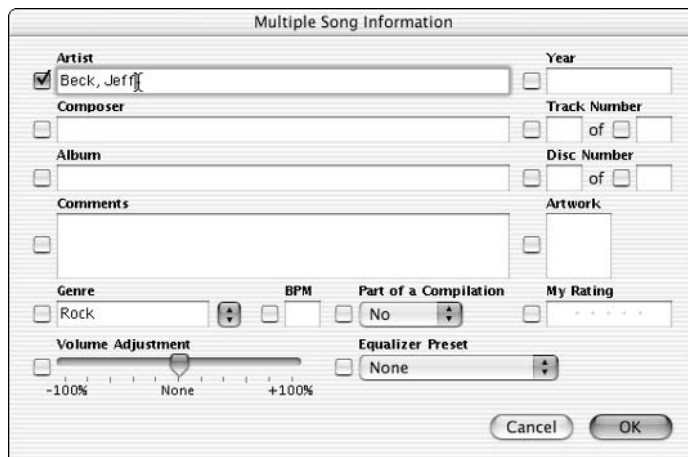 Multiple Song Information
Artist
Year
Beck, Jeff
Composer
Track Number
of
Album
Disc Number
of
Comments
Artwork
Genre
BPM
Part of a Compilation
My Rating
Rock
No
Volume Adjustment
Equalizer Preset
None
-100%
None
+100%
Cancel
OK